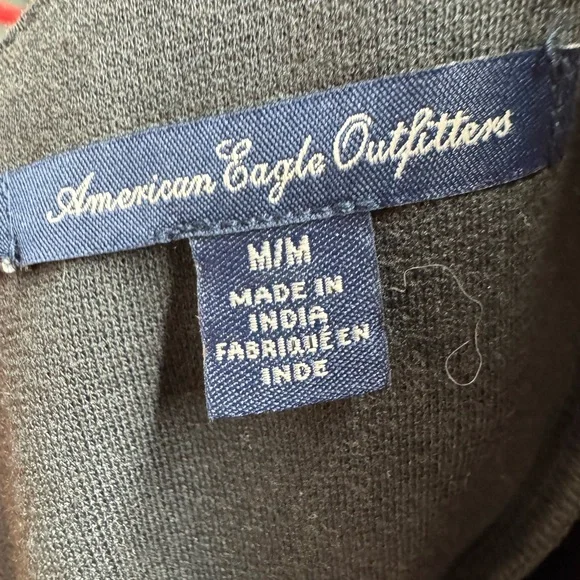 American Eagle Outfitters
M/M
MADE IN
INDIA
FABRIQUÉ EN
INDE